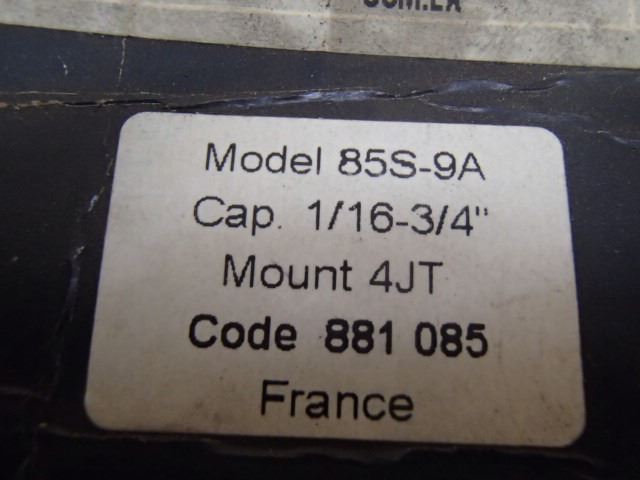 Model 85S-9A
Cap. 1/16-3/4"
Mount 4JT
Code 881 085
France